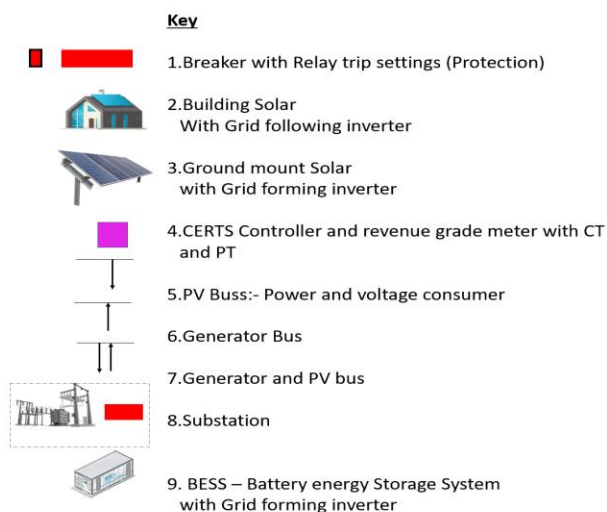 Key
1.Breaker with Relay trip settings (Protection)
2.Building Solar
With Grid following inverter
3.Ground mount Solar
with Grid forming inverter
4.CERTS Controller and revenue grade meter with CT
and PT
5.PV Buss:- Power and voltage consumer
6.Generator Bus
7.Generator and PV bus
8.Substation
9. BESS – Battery energy Storage System
with Grid forming inverter